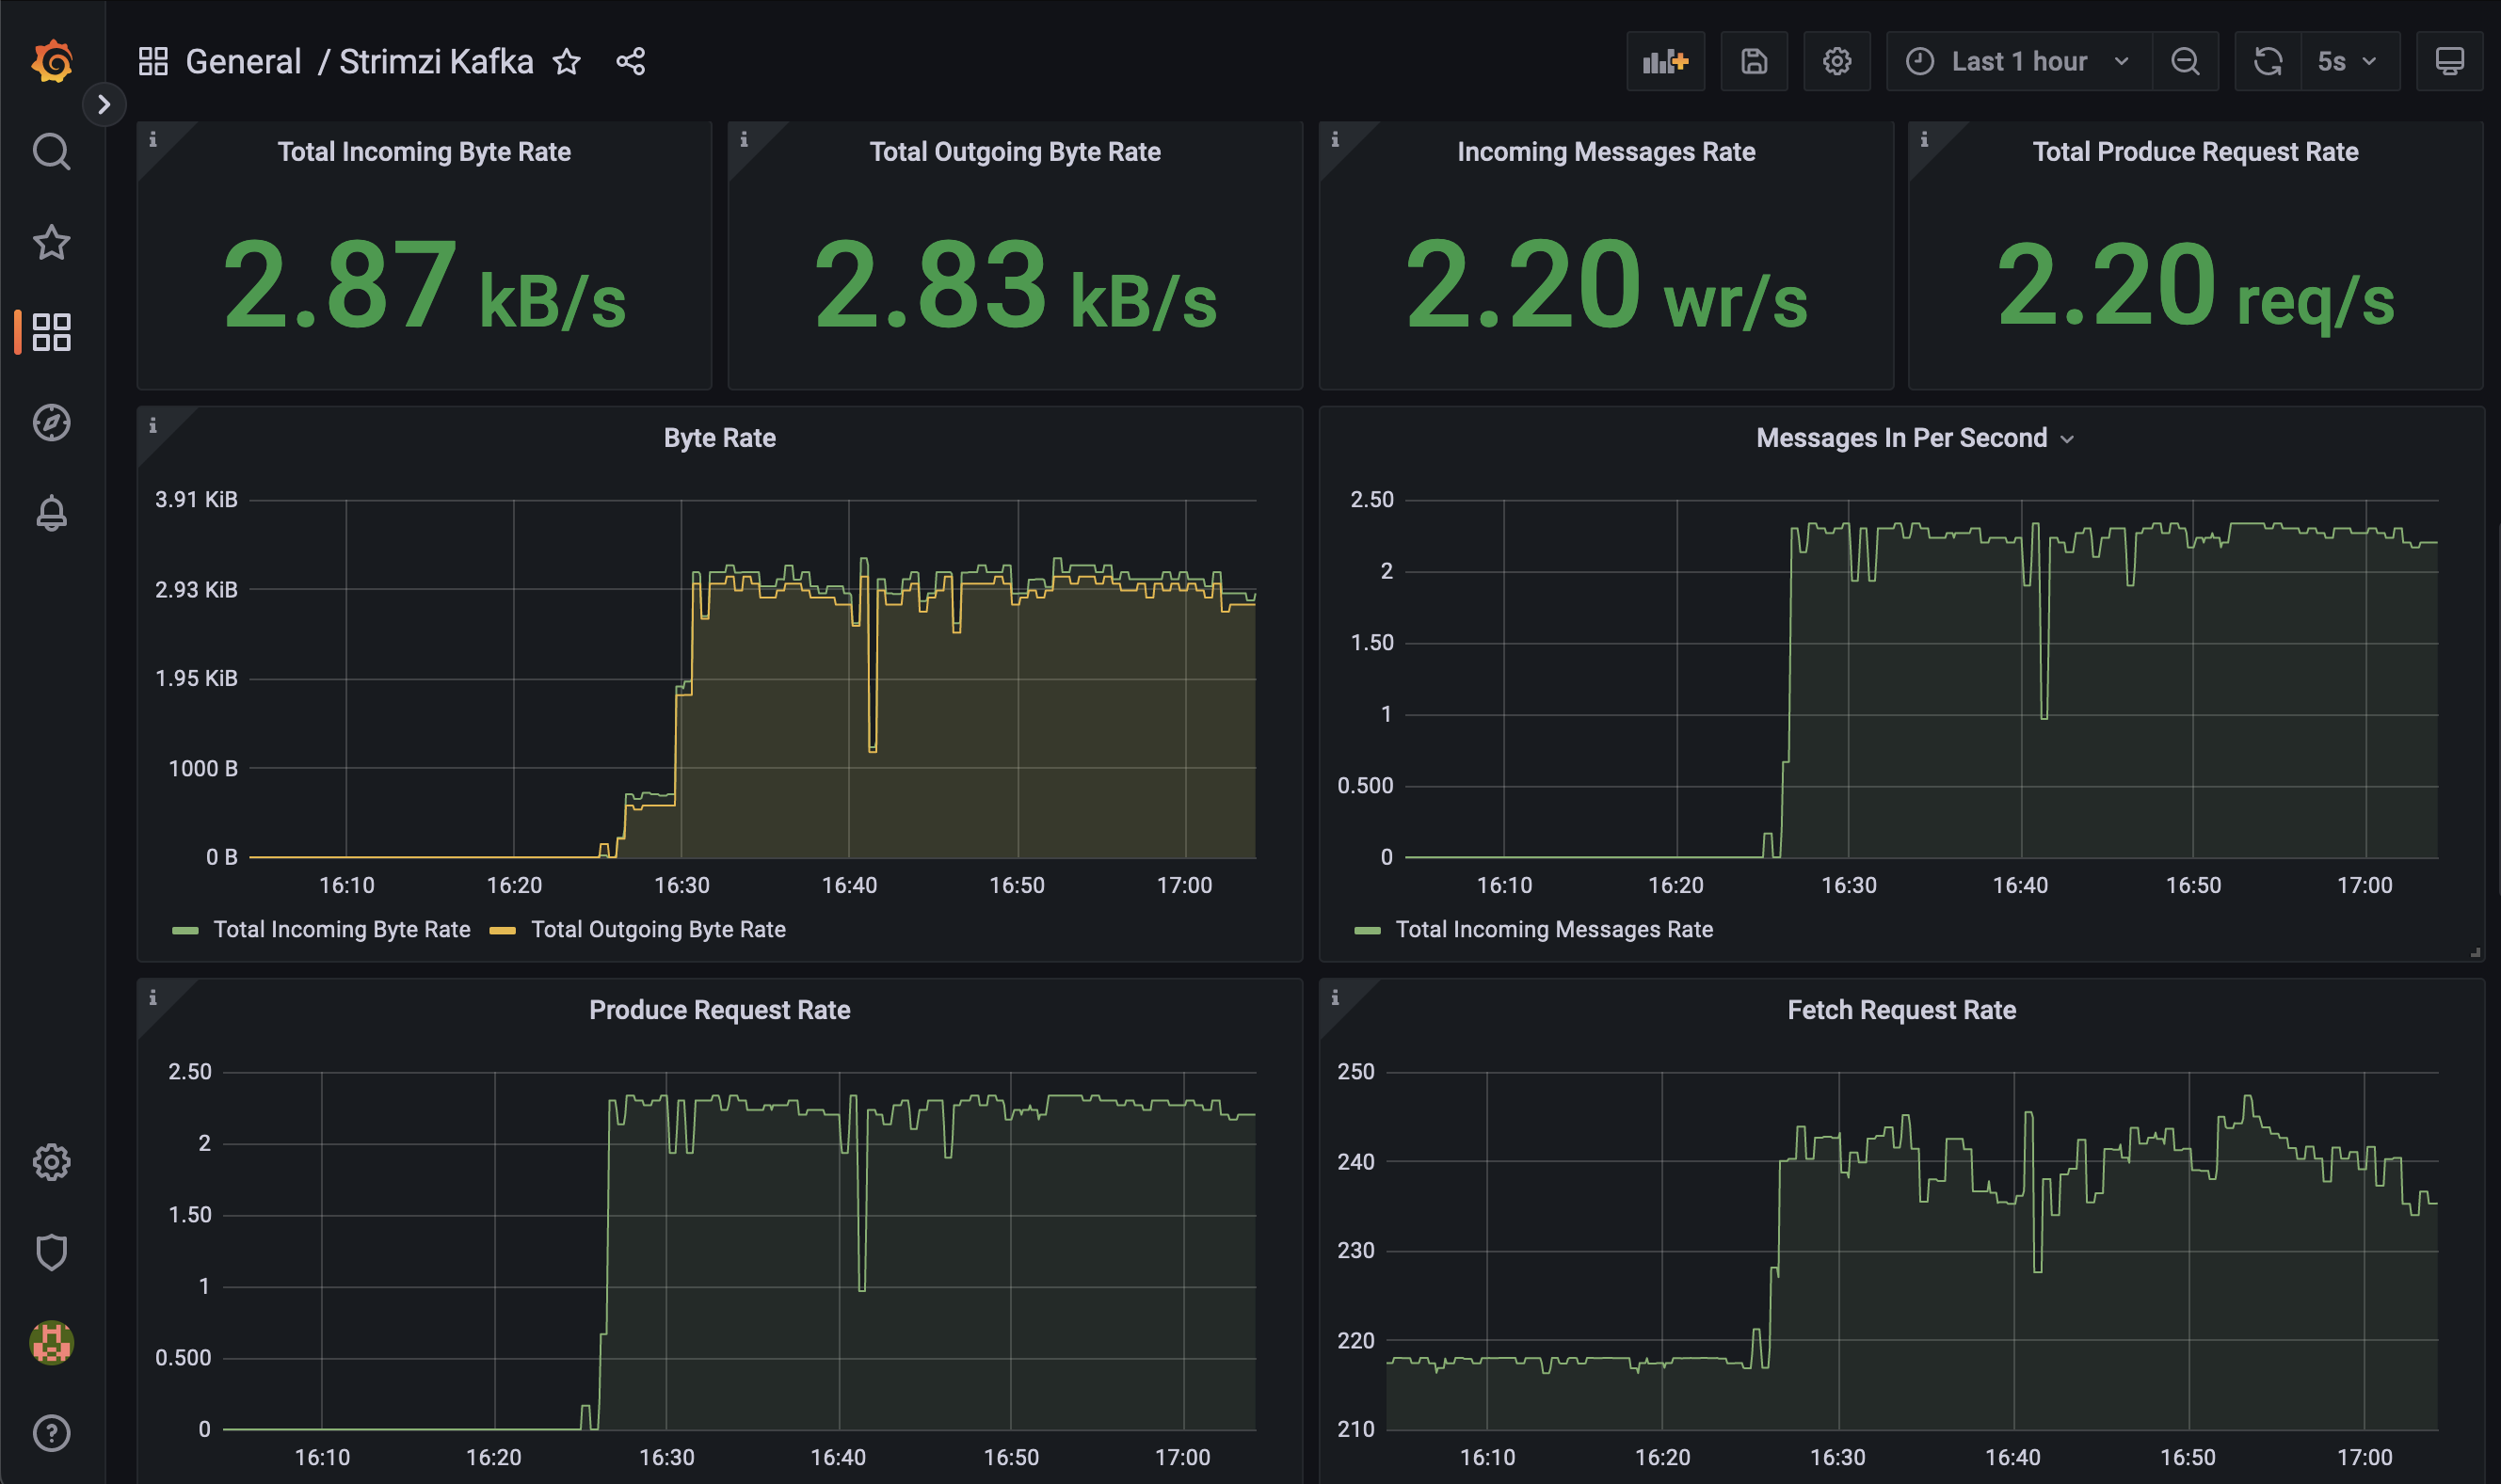 General / Strimzi Kafka
Last 1 hour
5s
Total Incoming Byte Rate
2.87 kB/s
Total Outgoing Byte Rate
2.83 kB/s
Incoming Messages Rate
2.20 wr/s
Total Produce Request Rate
2.20 req/s
Byte Rate
3.91 KiB
2.93 KiB
1.95 KiB
1000 B
0 B
16:10 16:20 16:30 16:40 16:50 17:00
Total Incoming Byte Rate Total Outgoing Byte Rate
Messages In Per Second
2.50
2
1.50
1
0.500
0
16:10 16:20 16:30 16:40 16:50 17:00
Total Incoming Messages Rate
Produce Request Rate
2.50
2
1.50
1
0.500
0
16:10 16:20 16:30 16:40 16:50 17:00
Fetch Request Rate
250
240
230
220
210
16:10 16:20 16:30 16:40 16:50 17:00